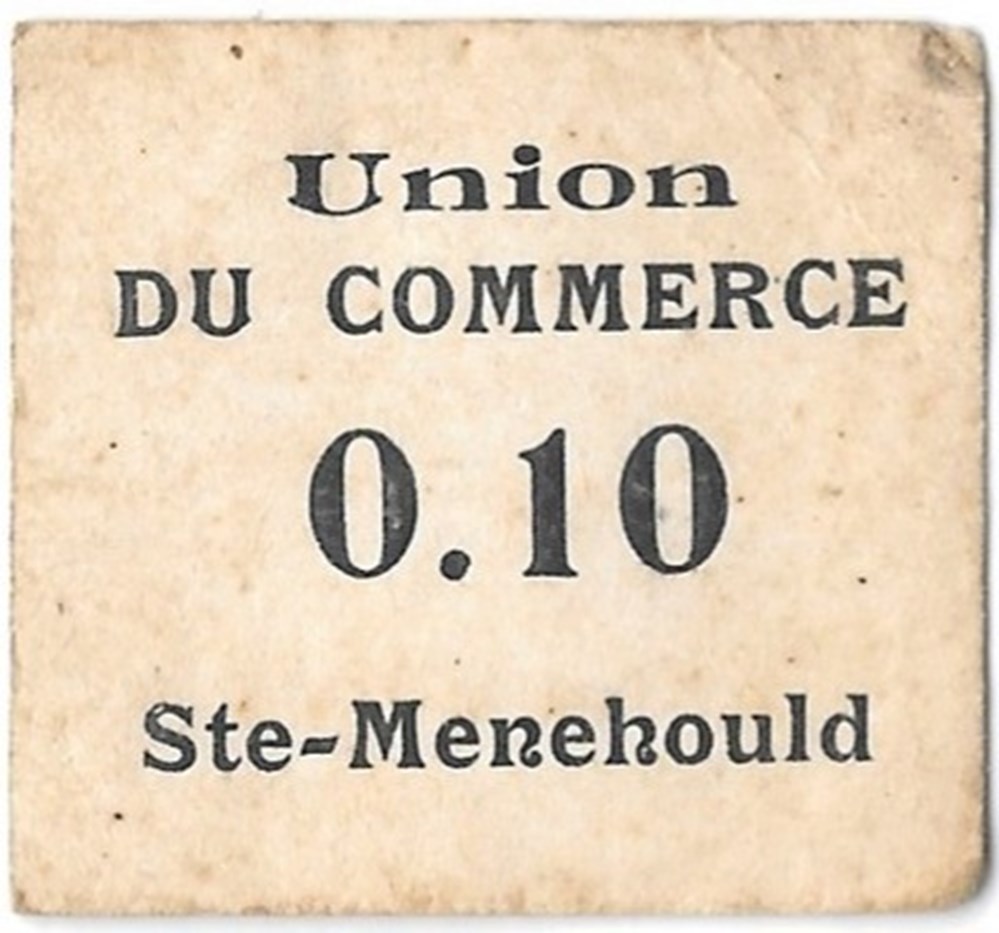 Union
DU COMMERCE
0.10
Ste-Menehould